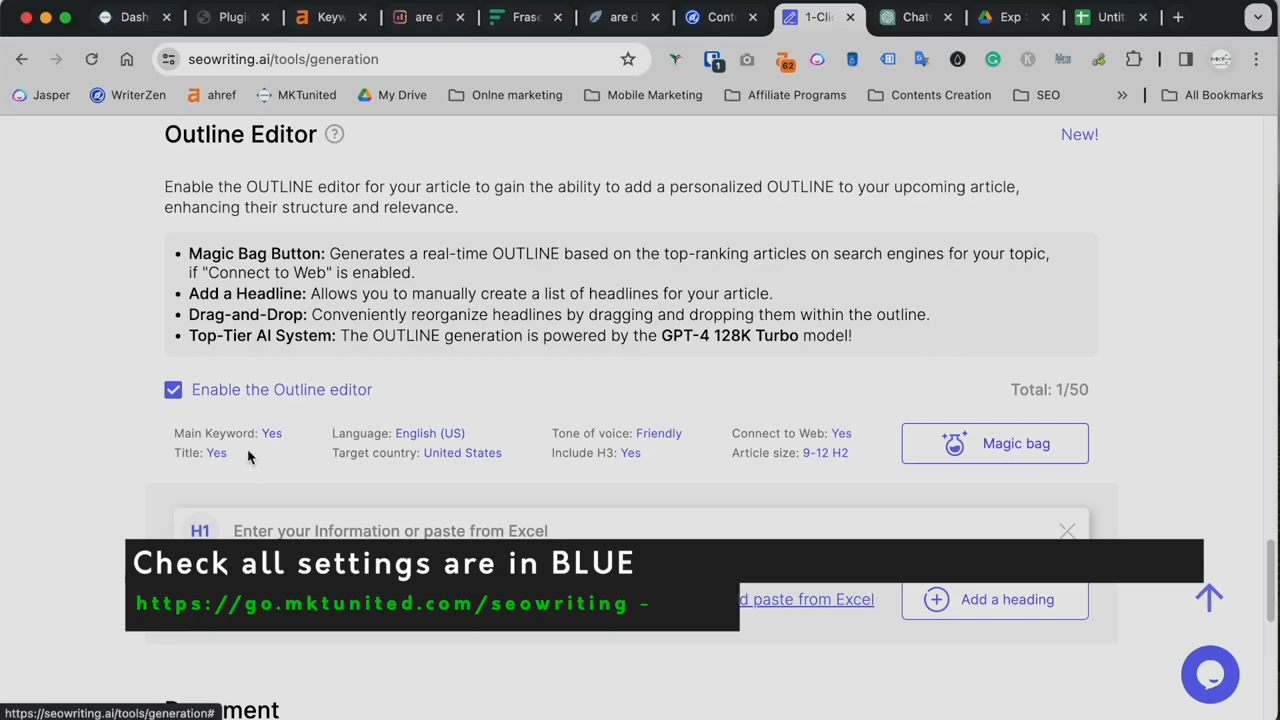 Dash
Plugi
Keyw
are d
Frase
are d
Cont
1-Clic
Chat
Exp :
Untit
seowriting.ai/tools/generation
1
62
Jasper
WriterZen
ahref
MKTunited
My Drive
Onlne marketing
Mobile Marketing
Affiliate Programs
Contents Creation
SEO
All Bookmarks
Outline Editor ?
New!
Enable the OUTLINE editor for your article to gain the ability to add a personalized OUTLINE to your upcoming article,
enhancing their structure and relevance.
• Magic Bag Button: Generates a real-time OUTLINE based on the top-ranking articles on search engines for your topic,
if "Connect to Web" is enabled.
• Add a Headline: Allows you to manually create a list of headlines for your article.
• Drag-and-Drop: Conveniently reorganize headlines by dragging and dropping them within the outline.
• Top-Tier AI System: The OUTLINE generation is powered by the GPT-4 128K Turbo model!
Enable the Outline editor
Total: 1/50
Main Keyword: Yes
Language: English (US)
Tone of voice: Friendly
Connect to Web: Yes
Title: Yes
Target country: United States
Include H3: Yes
Article size: 9-12 H2
Magic bag
H1 Enter your Information or paste from Excel
Check all settings are in BLUE
https://go.mktunited.com/seowriting -
d paste from Excel
Add a heading
https://seowriting.ai/tools/generation#
ment